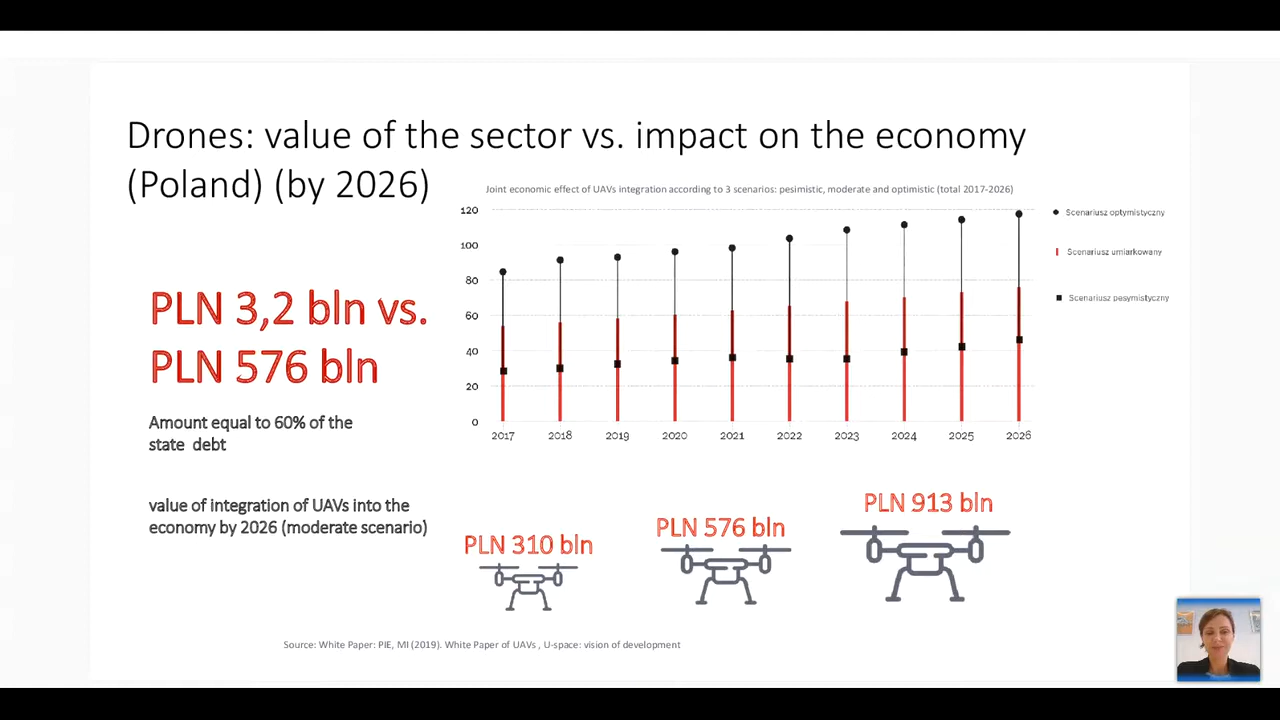 Drones: value of the sector vs. impact on the economy
(Poland) (by 2026)
Joint economic effect of UAVs integration according to 3 scenarios: pesimistic, moderate and optimistic (total 2017-2026)
120
100
80
60
40
20
0
2017 2018 2019 2020 2021 2022 2023 2024 2025 2026
Scenariusz optymistyczny
Scenariusz umiarkowany
Scenariusz pesymistyczny
PLN 3,2 bln vs.
PLN 576 bln
Amount equal to 60% of the
state debt
value of integration of UAVs into the
economy by 2026 (moderate scenario)
PLN 310 bln
PLN 576 bln
PLN 913 bln
Source: White Paper: PIE, MI (2019). White Paper of UAVs , U-space: vision of development